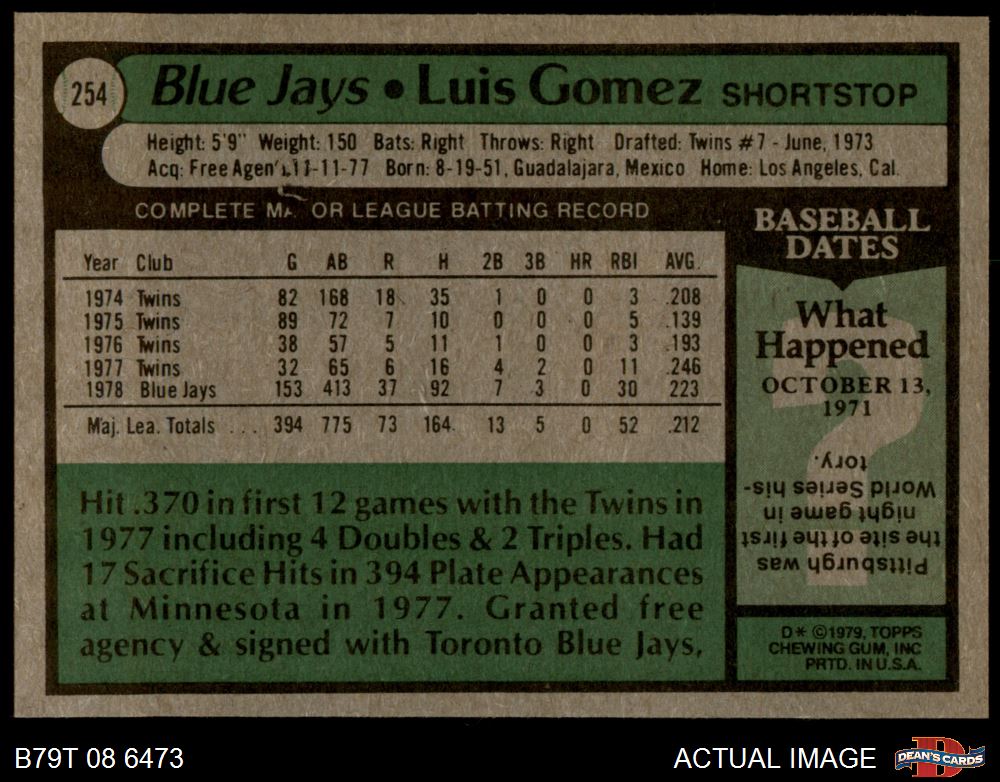 254
Blue Jays • Luis Gomez SHORTSTOP
Height: 5'9" Weight: 150 Bats: Right Throws: Right Drafted: Twins #7 - June, 1973
Acq: Free Agen' 11-11-77 Born: 8-19-51, Guadalajara, Mexico Home: Los Angeles, Cal.
COMPLETE MA OR LEAGUE BATTING RECORD
Year Club G AB R H 2B 3B HR RBI AVG.
1974 Twins 82 168 18 35 1 0 0 3 .208
1975 Twins 89 72 7 10 0 0 0 5 .139
1976 Twins 38 57 5 11 1 0 0 3 .193
1977 Twins 32 65 6 16 4 2 0 11 .246
1978 Blue Jays 153 413 37 92 7 3 0 30 .223
Maj. Lea. Totals ... 394 775 73 164 13 5 0 52 .212
Hit .370 in first 12 games with the Twins in
1977 including 4 Doubles & 2 Triples. Had
17 Sacrifice Hits in 394 Plate Appearances
at Minnesota in 1977. Granted free
agency & signed with Toronto Blue Jays,
BASEBALL
DATES
What
Happened
OCTOBER 13,
1971
?
Pittsburgh was
the site of the first
night game in
World Series his-
tory.
D* ©1979, TOPPS
CHEWING GUM, INC
PRTD. IN U.S.A.
B79T 08 6473
ACTUAL IMAGE
D
DEAN'S CARDS